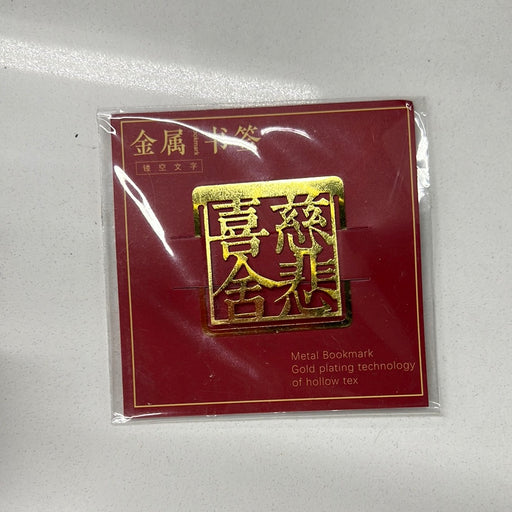 金属 书签
镂空文字
慈悲
喜舍
Metal Bookmark
Gold plating technology
of hollow tex